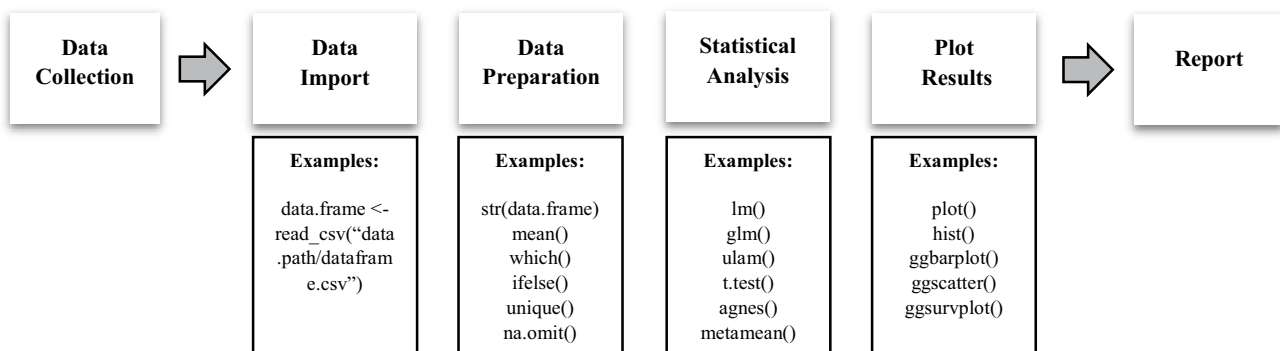 Data
Collection
Data
Import
Data
Preparation
Statistical
Analysis
Plot
Results
Report
Examples:
data.frame <-
read_csv(“data
.path/datafram
e.csv”)
Examples:
str(data.frame)
mean()
which()
ifelse()
unique()
na.omit()
Examples:
lm()
glm()
ulam()
t.test()
agnes()
metamean()
Examples:
plot()
hist()
ggbarplot()
ggscatter()
ggsurvplot()